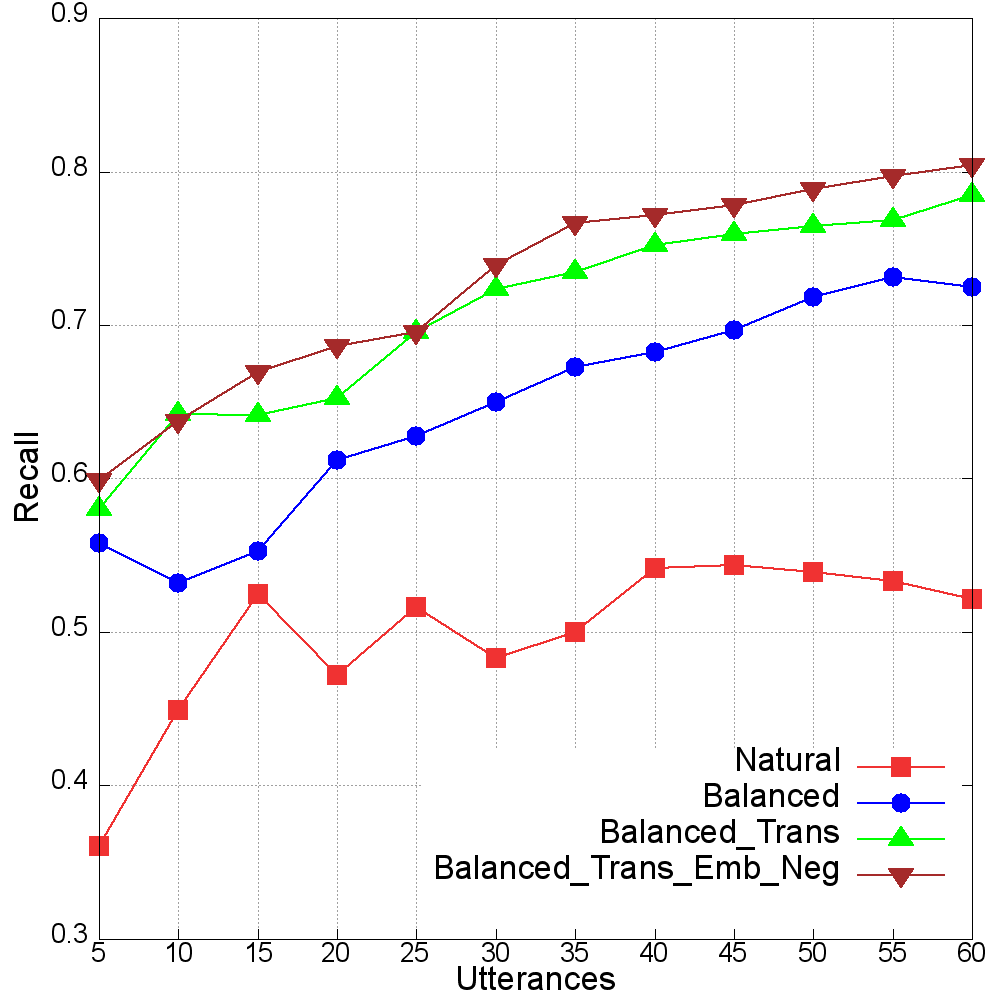 0.9
0.8
0.7
0.6
0.5
0.4
0.3
Recall
5 10 15 20 25 30 35 40 45 50 55 60
Utterances
Natural
Balanced
Balanced_Trans
Balanced_Trans_Emb_Neg